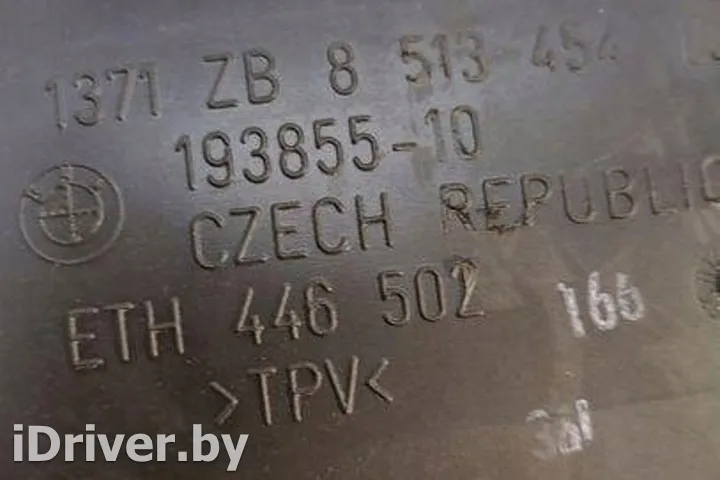 1371 ZB 8 513 454
193855-10
CZECH REPUBLIC
ETH 446 502
166
>TPV<
iDriver.by